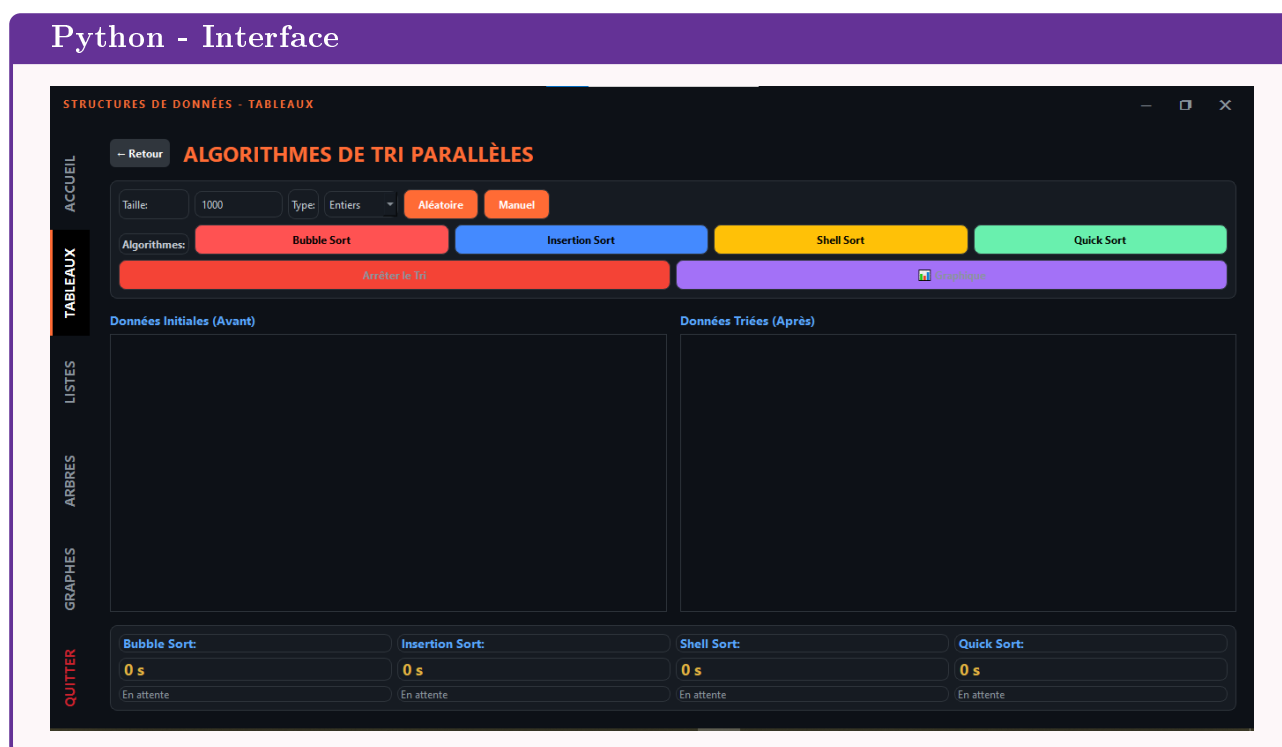 Python - Interface
STRUCTURES DE DONNÉES - TABLEAUX
← Retour ALGORITHMES DE TRI PARALLÈLES
Taille: 1000 Type: Entiers Aléatoire Manuel
Algorithmes: Bubble Sort Insertion Sort Shell Sort Quick Sort
Arrêter le Tri
Données Initiales (Avant) Données Triées (Après)
ACCUEIL
TABLEAUX
LISTES
ARBRES
GRAPHES
QUITTER
Bubble Sort: Insertion Sort: Shell Sort: Quick Sort:
0 s 0 s 0 s 0 s
En attente En attente En attente En attente